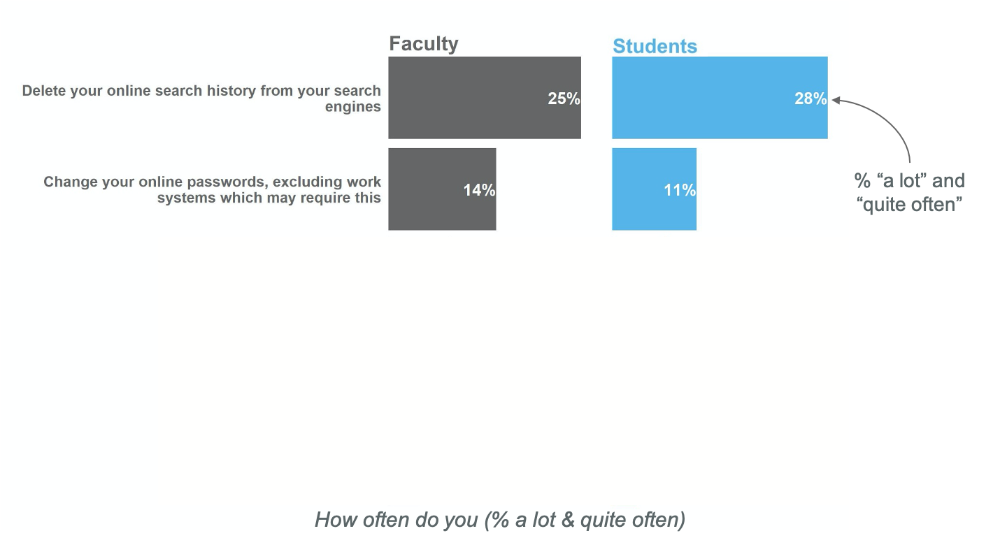 Faculty
Students
Delete your online search history from your search
engines
25%
28%
Change your online passwords, excluding work
systems which may require this
14%
11%
% “a lot” and
“quite often”
How often do you (% a lot & quite often)